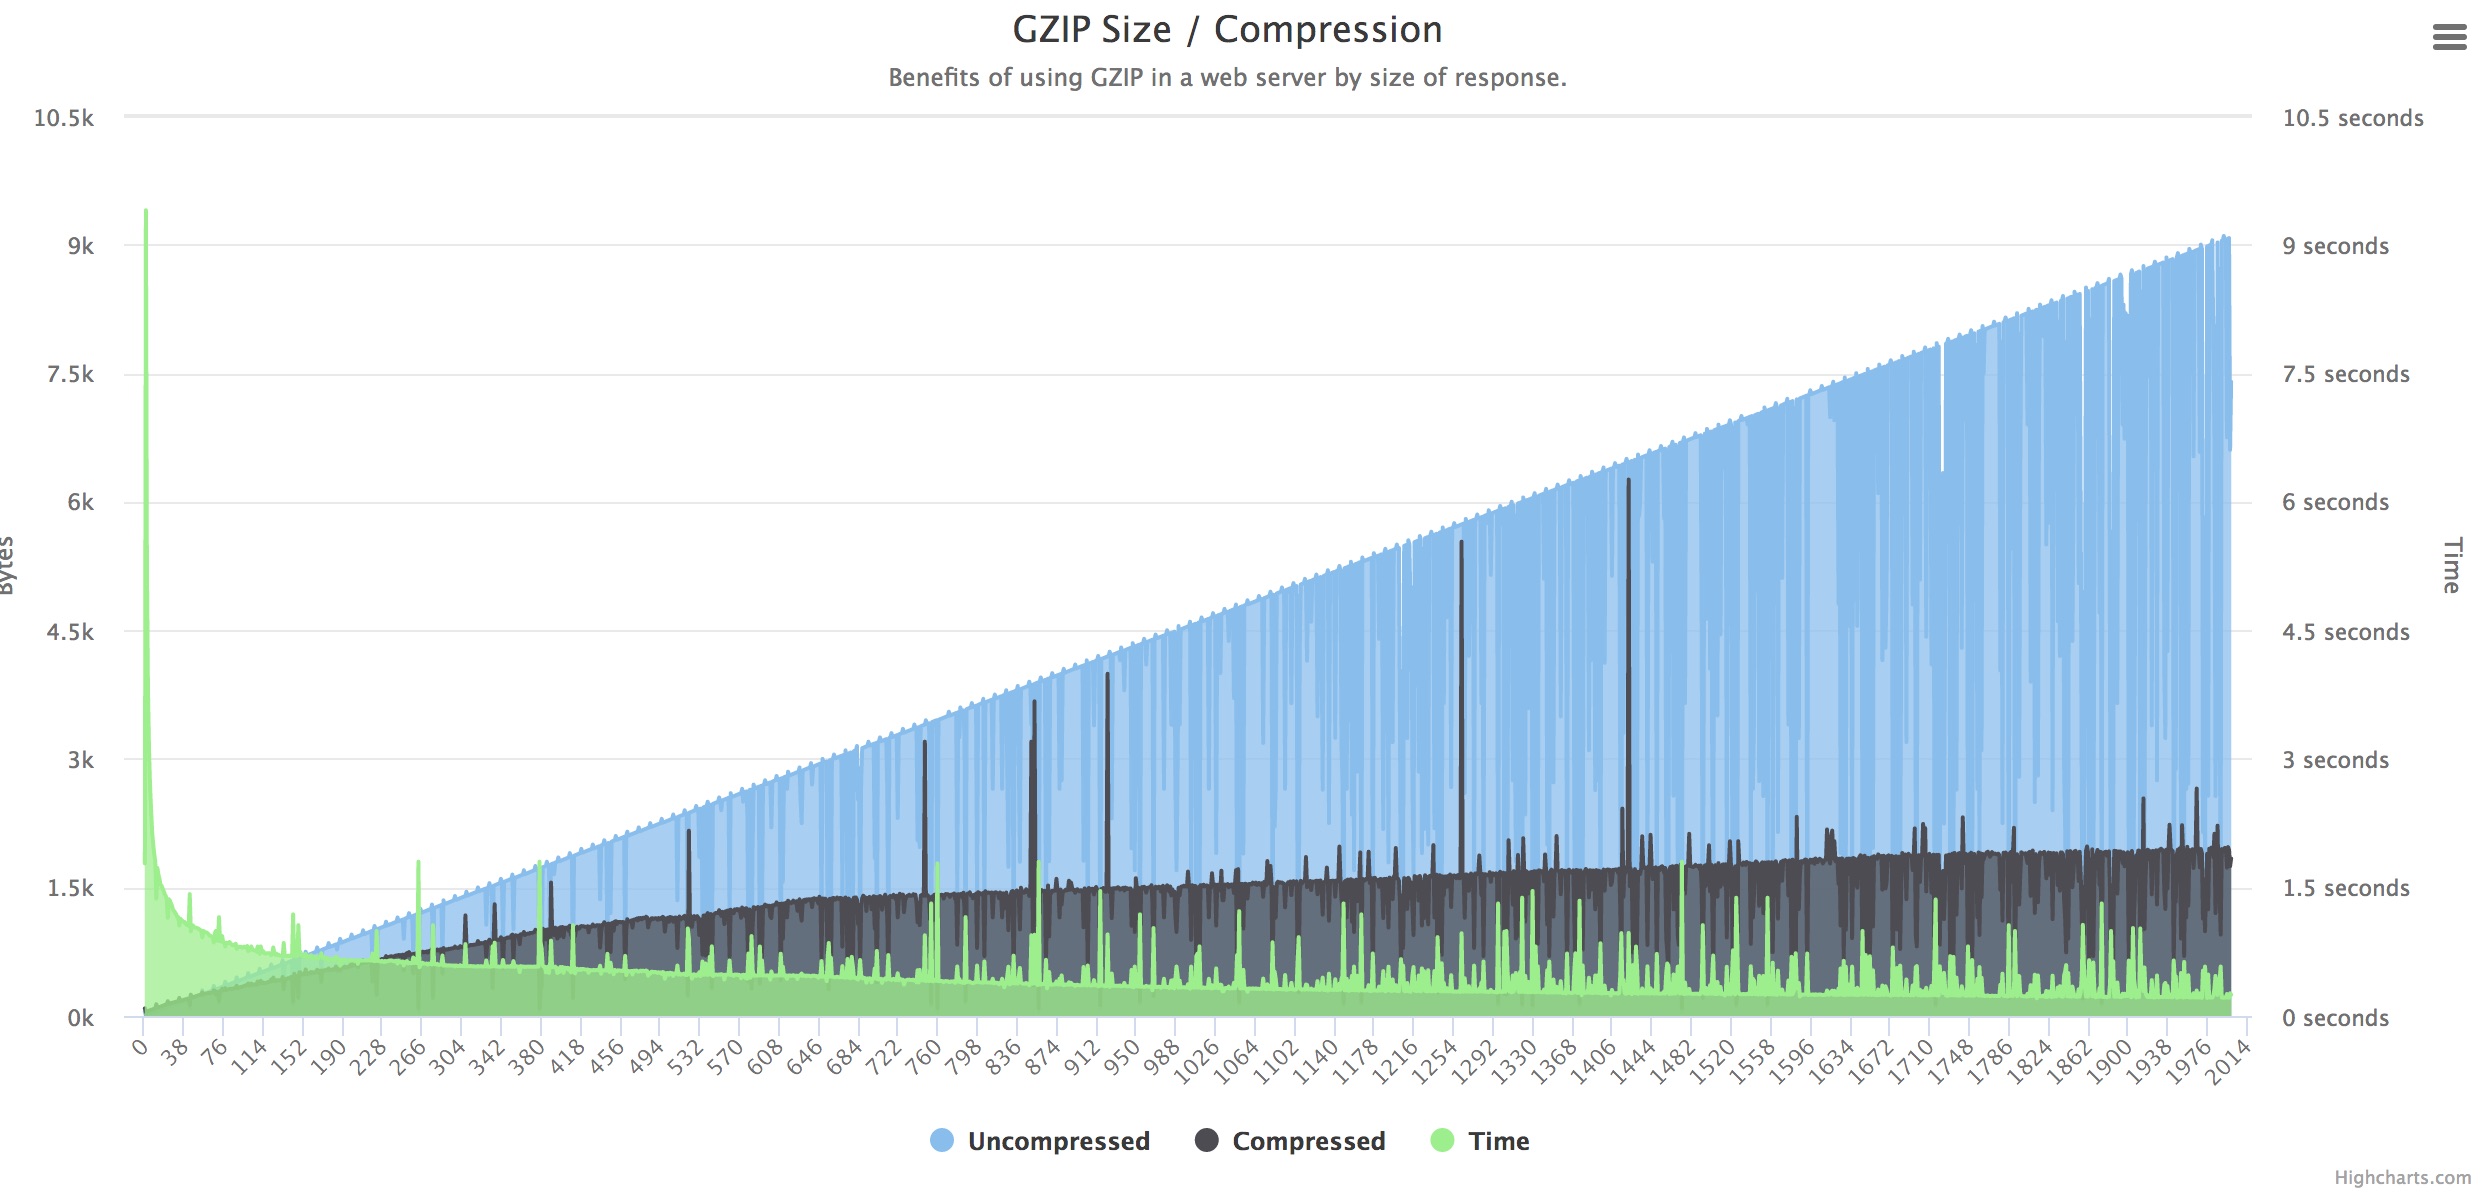 GZIP Size / Compression
Benefits of using GZIP in a web server by size of response.
10.5k
9k
7.5k
6k
4.5k
3k
1.5k
0k
Bytes
10.5 seconds
9 seconds
7.5 seconds
6 seconds
4.5 seconds
3 seconds
1.5 seconds
0 seconds
Time
0 38 76 114 152 190 228 266 304 342 380 418 456 494 532 570 608 646 684 722 760 798 836 874 912 950 988 1026 1064 1102 1140 1178 1216 1254 1292 1330 1368 1406 1444 1482 1520 1558 1596 1634 1672 1710 1748 1786 1824 1862 1900 1938 1976 2014
Uncompressed Compressed Time
Highcharts.com